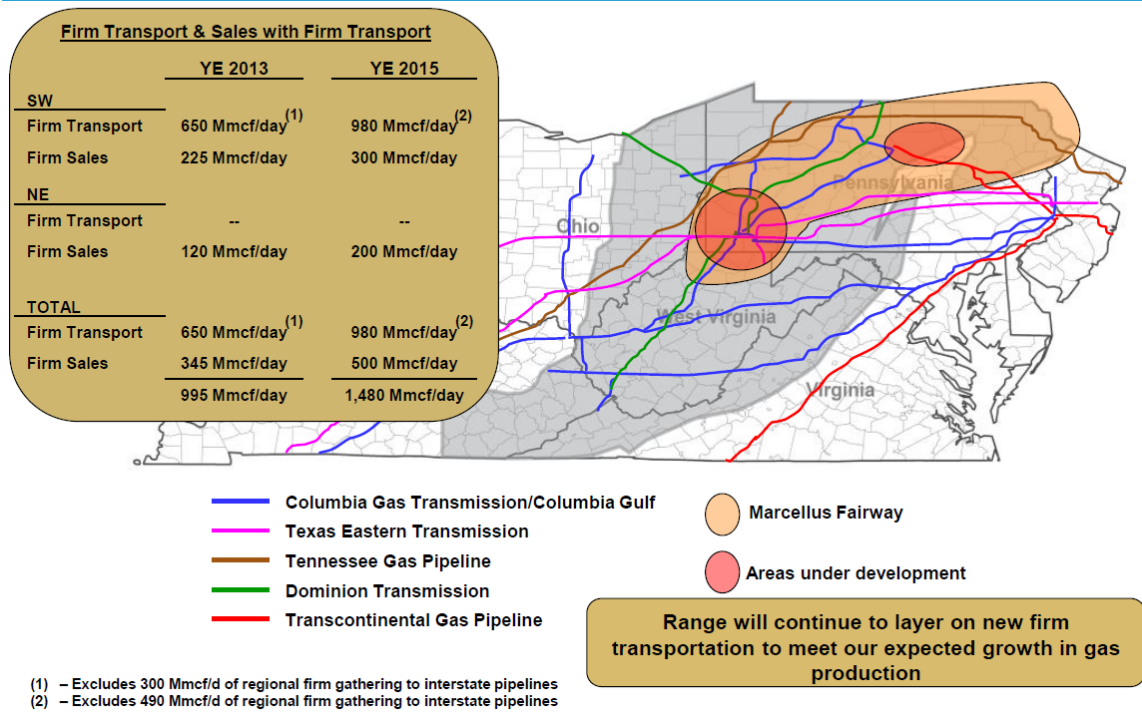 Firm Transport & Sales with Firm Transport
YE 2013 YE 2015
SW
Firm Transport 650 Mmcf/day(1) 980 Mmcf/day(2)
Firm Sales 225 Mmcf/day 300 Mmcf/day
NE
Firm Transport -- --
Firm Sales 120 Mmcf/day 200 Mmcf/day
TOTAL
Firm Transport 650 Mmcf/day(1) 980 Mmcf/day(2)
Firm Sales 345 Mmcf/day 500 Mmcf/day
995 Mmcf/day 1,480 Mmcf/day
Pennsylvania
Ohio
West Virginia
Virginia
Columbia Gas Transmission/Columbia Gulf
Texas Eastern Transmission
Tennessee Gas Pipeline
Dominion Transmission
Transcontinental Gas Pipeline
Marcellus Fairway
Areas under development
Range will continue to layer on new firm
transportation to meet our expected growth in gas
production
(1) – Excludes 300 Mmcf/d of regional firm gathering to interstate pipelines
(2) – Excludes 490 Mmcf/d of regional firm gathering to interstate pipelines